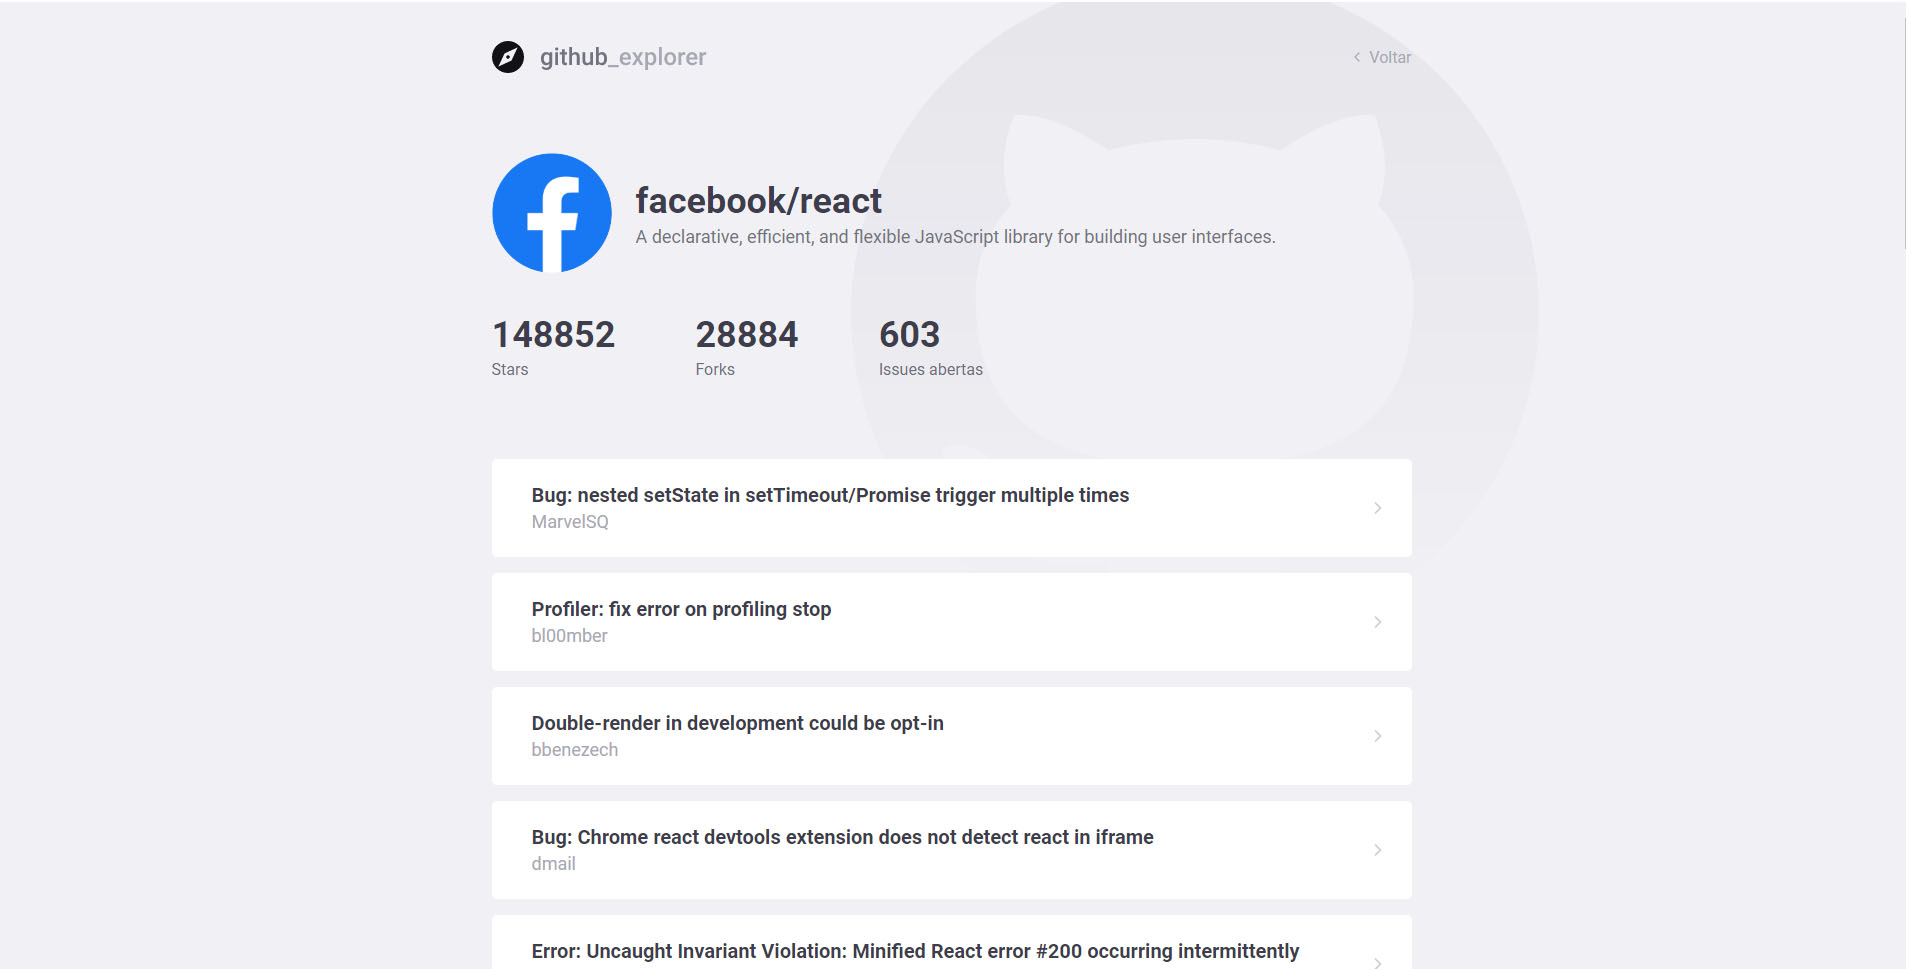 github_explorer
Voltar
facebook/react
A declarative, efficient, and flexible JavaScript library for building user interfaces.
148852
Stars
28884
Forks
603
Issues abertas
Bug: nested setState in setTimeout/Promise trigger multiple times
MarvelSQ
Profiler: fix error on profiling stop
bl00mber
Double-render in development could be opt-in
bbenezech
Bug: Chrome react devtools extension does not detect react in iframe
dmail
Error: Uncaught Invariant Violation: Minified React error #200 occurring intermittently